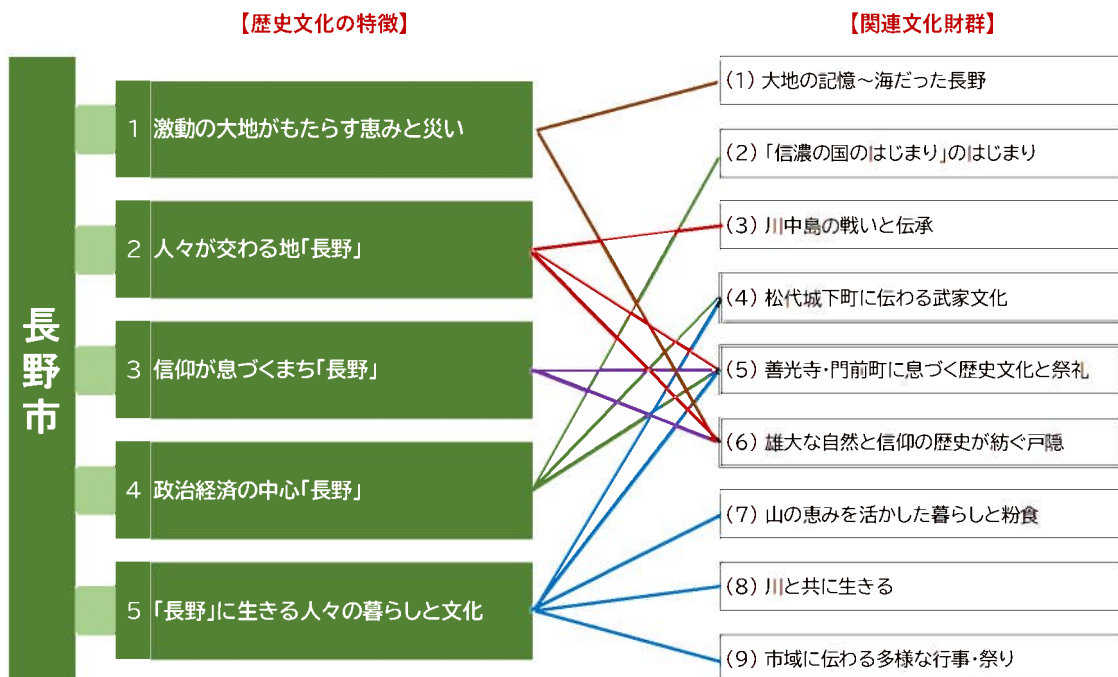 【歴史文化の特徴】
【関連文化財群】
長野市
1 激動の大地がもたらす恵みと災い
2 人々が交わる地「長野」
3 信仰が息づくまち「長野」
4 政治経済の中心「長野」
5 「長野」に生きる人々の暮らしと文化
(1) 大地の記憶～海だった長野
(2) 「信濃の国のはじまり」のはじまり
(3) 川中島の戦いと伝承
(4) 松代城下町に伝わる武家文化
(5) 善光寺・門前町に息づく歴史文化と祭礼
(6) 雄大な自然と信仰の歴史が紡ぐ戸隠
(7) 山の恵みを活かした暮らしと粉食
(8) 川と共に生きる
(9) 市域に伝わる多様な行事・祭り